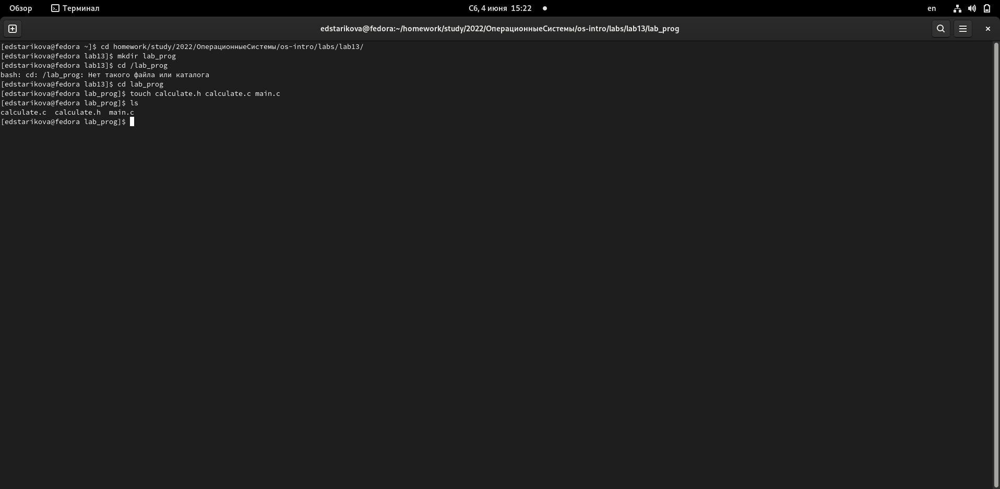 Обзор Терминал Сб, 4 июня 15:22 en
edstarikova@fedora:~/homework/study/2022/ОперационныеСистемы/os-intro/labs/lab13/lab_prog
[edstarikova@fedora ~]$ cd homework/study/2022/ОперационныеСистемы/os-intro/labs/lab13/
[edstarikova@fedora lab13]$ mkdir lab_prog
[edstarikova@fedora lab13]$ cd /lab_prog
bash: cd: /lab_prog: Нет такого файла или каталога
[edstarikova@fedora lab13]$ cd lab_prog
[edstarikova@fedora lab_prog]$ touch calculate.h calculate.c main.c
[edstarikova@fedora lab_prog]$ ls
calculate.c  calculate.h  main.c
[edstarikova@fedora lab_prog]$